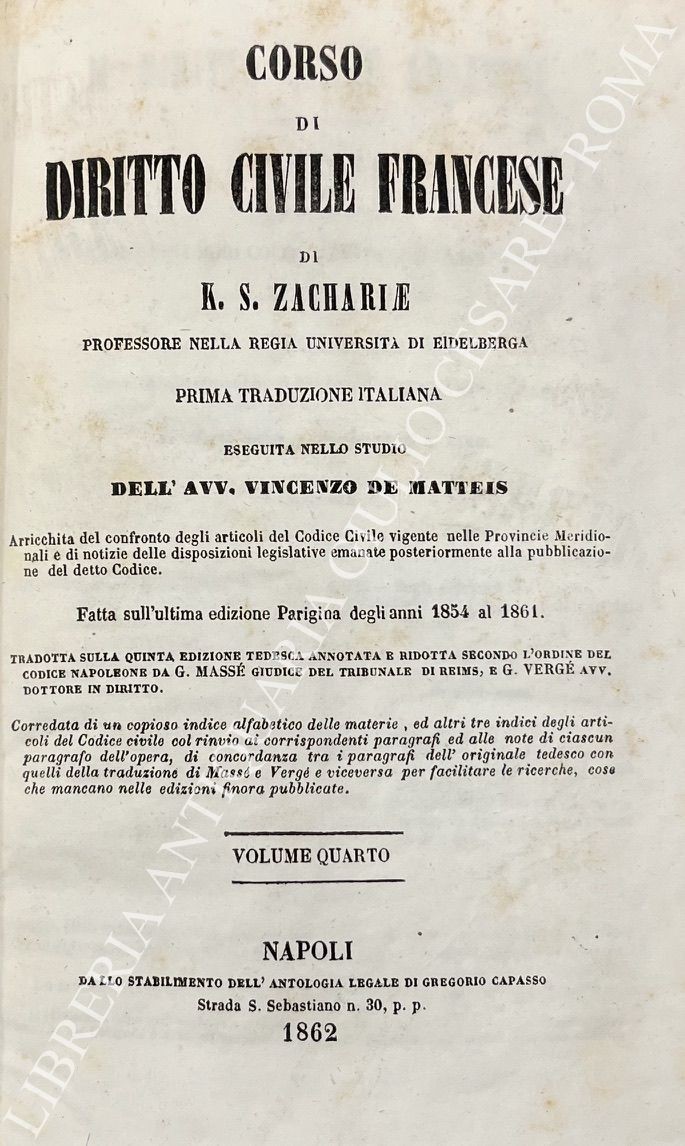 CORSO
DI
DIRITTO CIVILE FRANCESE
DI
K. S. ZACHARIÆ
PROFESSORE NELLA REGIA UNIVERSITÀ DI EIDELBERGA
PRIMA TRADUZIONE ITALIANA
ESEGUITA NELLO STUDIO
DELL' AVV. VINCENZO DE MATTEIS
Arricchita del confronto degli articoli del Codice Civile vigente nelle Provincie Meridio-
nali e di notizie delle disposizioni legislative emanate posteriormente alla pubblicazio-
ne del detto Codice.
Fatta sull'ultima edizione Parigina degli anni 1854 al 1861.
TRADOTTA SULLA QUINTA EDIZIONE TEDESCA ANNOTATA E RIDOTTA SECONDO L'ORDINE DEL
CODICE NAPOLEONE DA G. MASSÉ GIUDICE DEL TRIBUNALE DI REIMS, E G. VERGÉ AVV.
DOTTORE IN DIRITTO.
Corredata di un copioso indice alfabetico delle materie, ed altri tre indici degli arti-
coli del Codice civile col rinvio ai corrispondenti paragrafi ed alle note di ciascun
paragrafo dell'opera, di concordanza tra i paragrafi dell' originale tedesco con
quelli della traduzione di Massé e Vergé e viceversa per facilitare le ricerche, cose
che mancano nelle edizioni finora pubblicate.
VOLUME QUARTO
NAPOLI
DALLO STABILIMENTO DELL' ANTOLOGIA LEGALE DI GREGORIO CAPASSO
Strada S. Sebastiano n. 30, p. p.
1862
LIBRERIA ANTIQUARIA GIULIO CESARE - ROMA